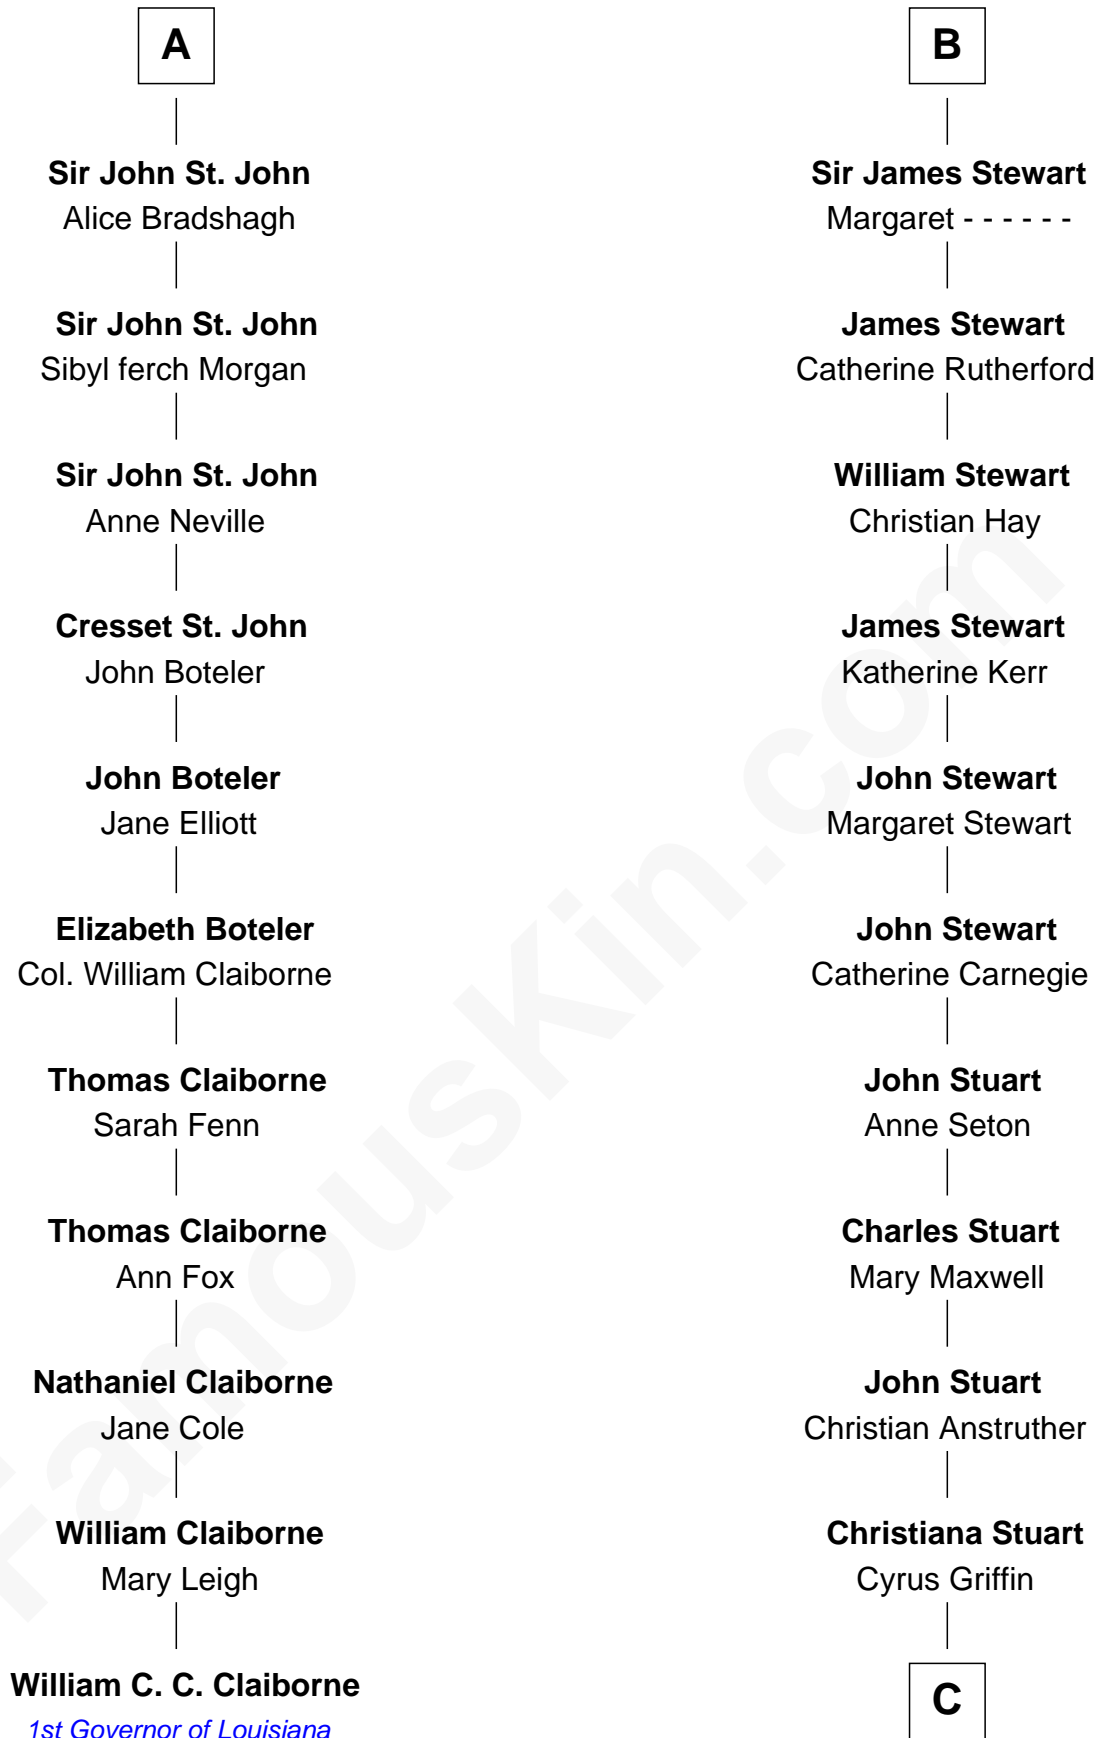 A
Sir John St. John
Alice Bradshagh
Sir John St. John
Sibyl ferch Morgan
Sir John St. John
Anne Neville
Cresset St. John
John Boteler
John Boteler
Jane Elliott
Elizabeth Boteler
Col. William Claiborne
Thomas Claiborne
Sarah Fenn
Thomas Claiborne
Ann Fox
Nathaniel Claiborne
Jane Cole
William Claiborne
Mary Leigh
William C. C. Claiborne
1st Governor of Louisiana
B
Sir James Stewart
Margaret - - - - - -
James Stewart
Catherine Rutherford
William Stewart
Christian Hay
James Stewart
Katherine Kerr
John Stewart
Margaret Stewart
John Stewart
Catherine Carnegie
John Stuart
Anne Seton
Charles Stuart
Mary Maxwell
John Stuart
Christian Anstruther
Christiana Stuart
Cyrus Griffin
C
FamousKin.com